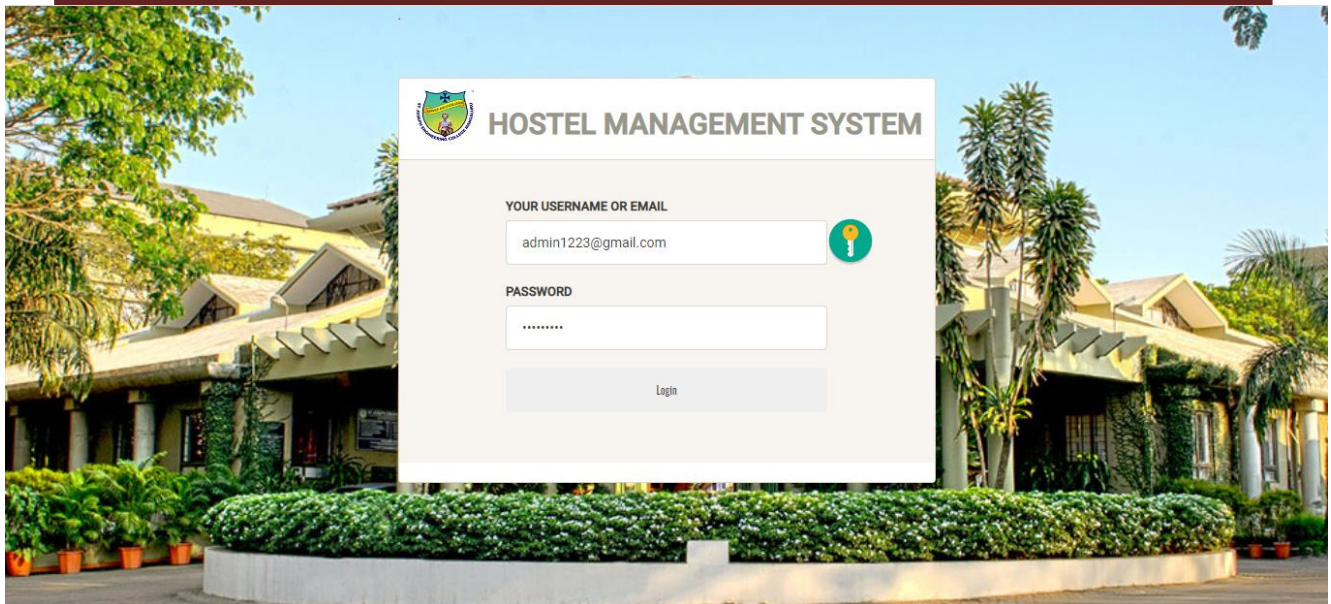 HOSTEL MANAGEMENT SYSTEM
YOUR USERNAME OR EMAIL
admin1223@gmail.com
PASSWORD
•••••••••
Login